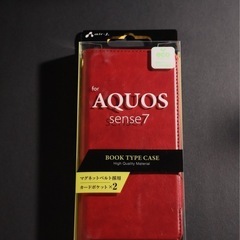 for
AQUOS
sense7
BOOK TYPE CASE
High Quality Material
マグネットベルト採用
カードポケット×2